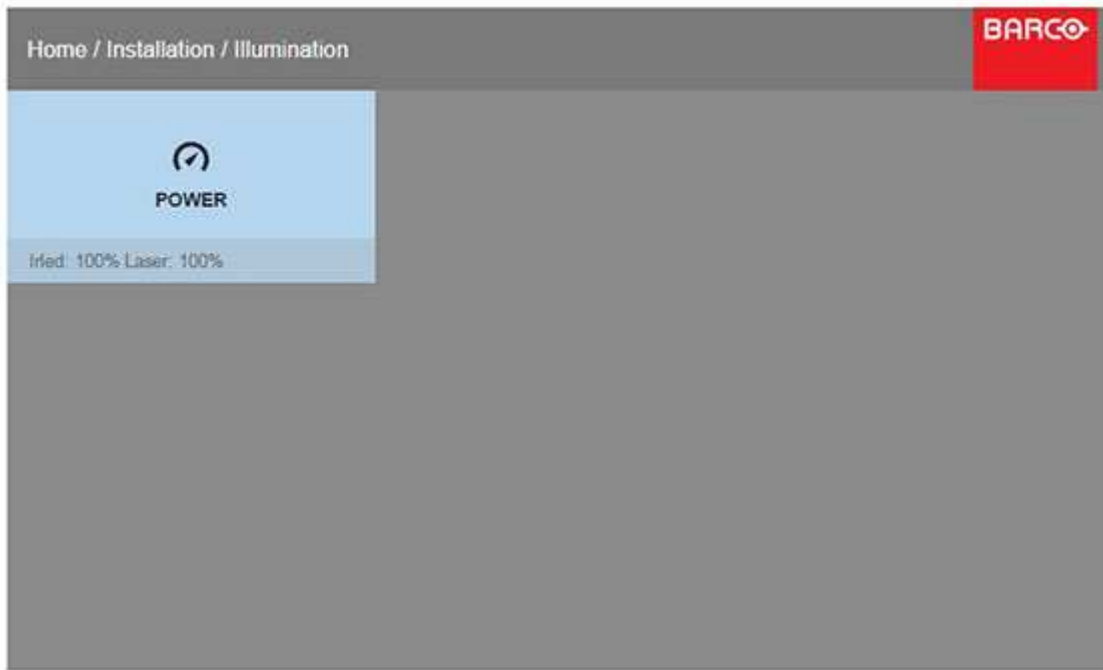 Home / Installation / Illumination
BARCO
POWER
Irled: 100% Laser: 100%